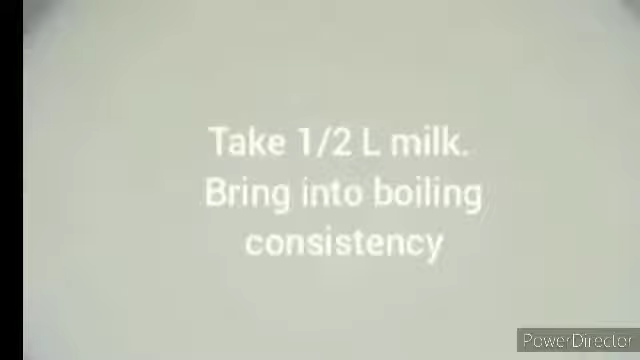 Take 1/2 L milk.
Bring into boiling
consistency
PowerDirector